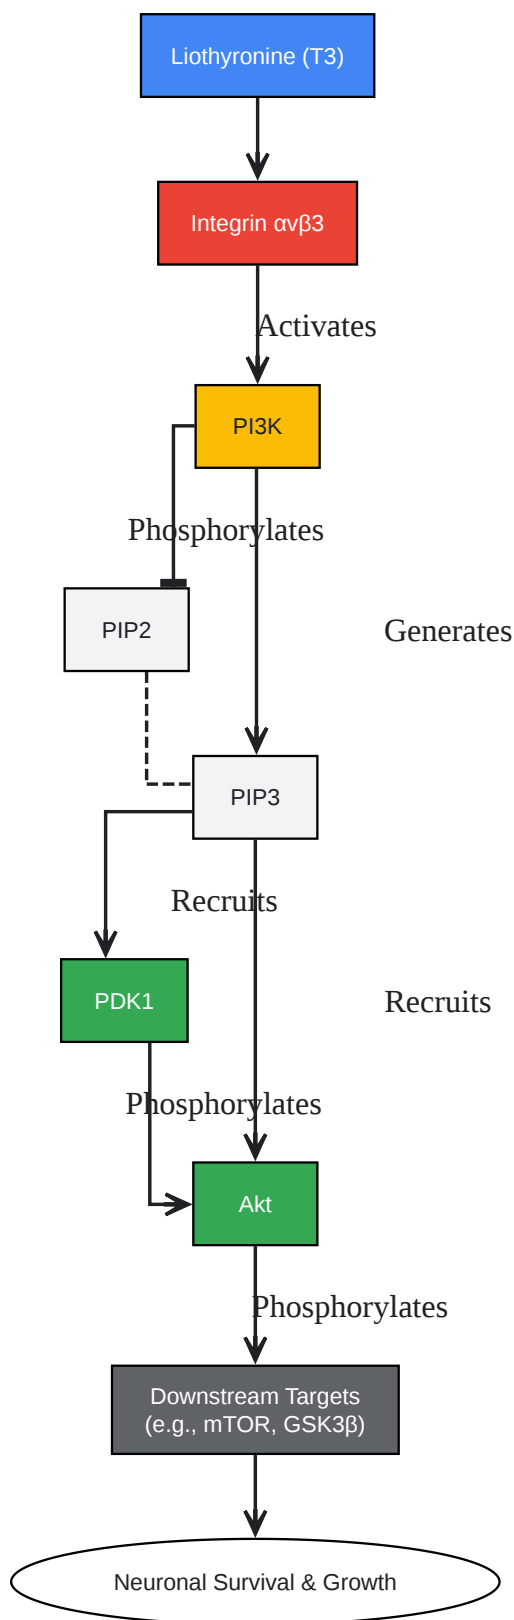 Liothyronine (T3)
Integrin αvβ3
Activates
PI3K
Phosphorylates
PIP2
Generates
PIP3
Recruits
PDK1
Recruits
Phosphorylates
Akt
Phosphorylates
Downstream Targets
(e.g., mTOR, GSK3β)
Neuronal Survival & Growth